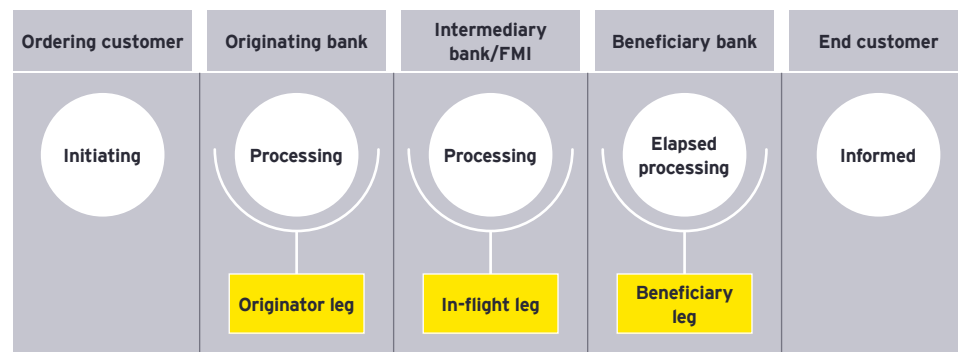 Ordering customer
Originating bank
Intermediary
bank/FMI
Beneficiary bank
End customer
Initiating
Processing
Processing
Elapsed
processing
Informed
Originator leg
In-flight leg
Beneficiary
leg